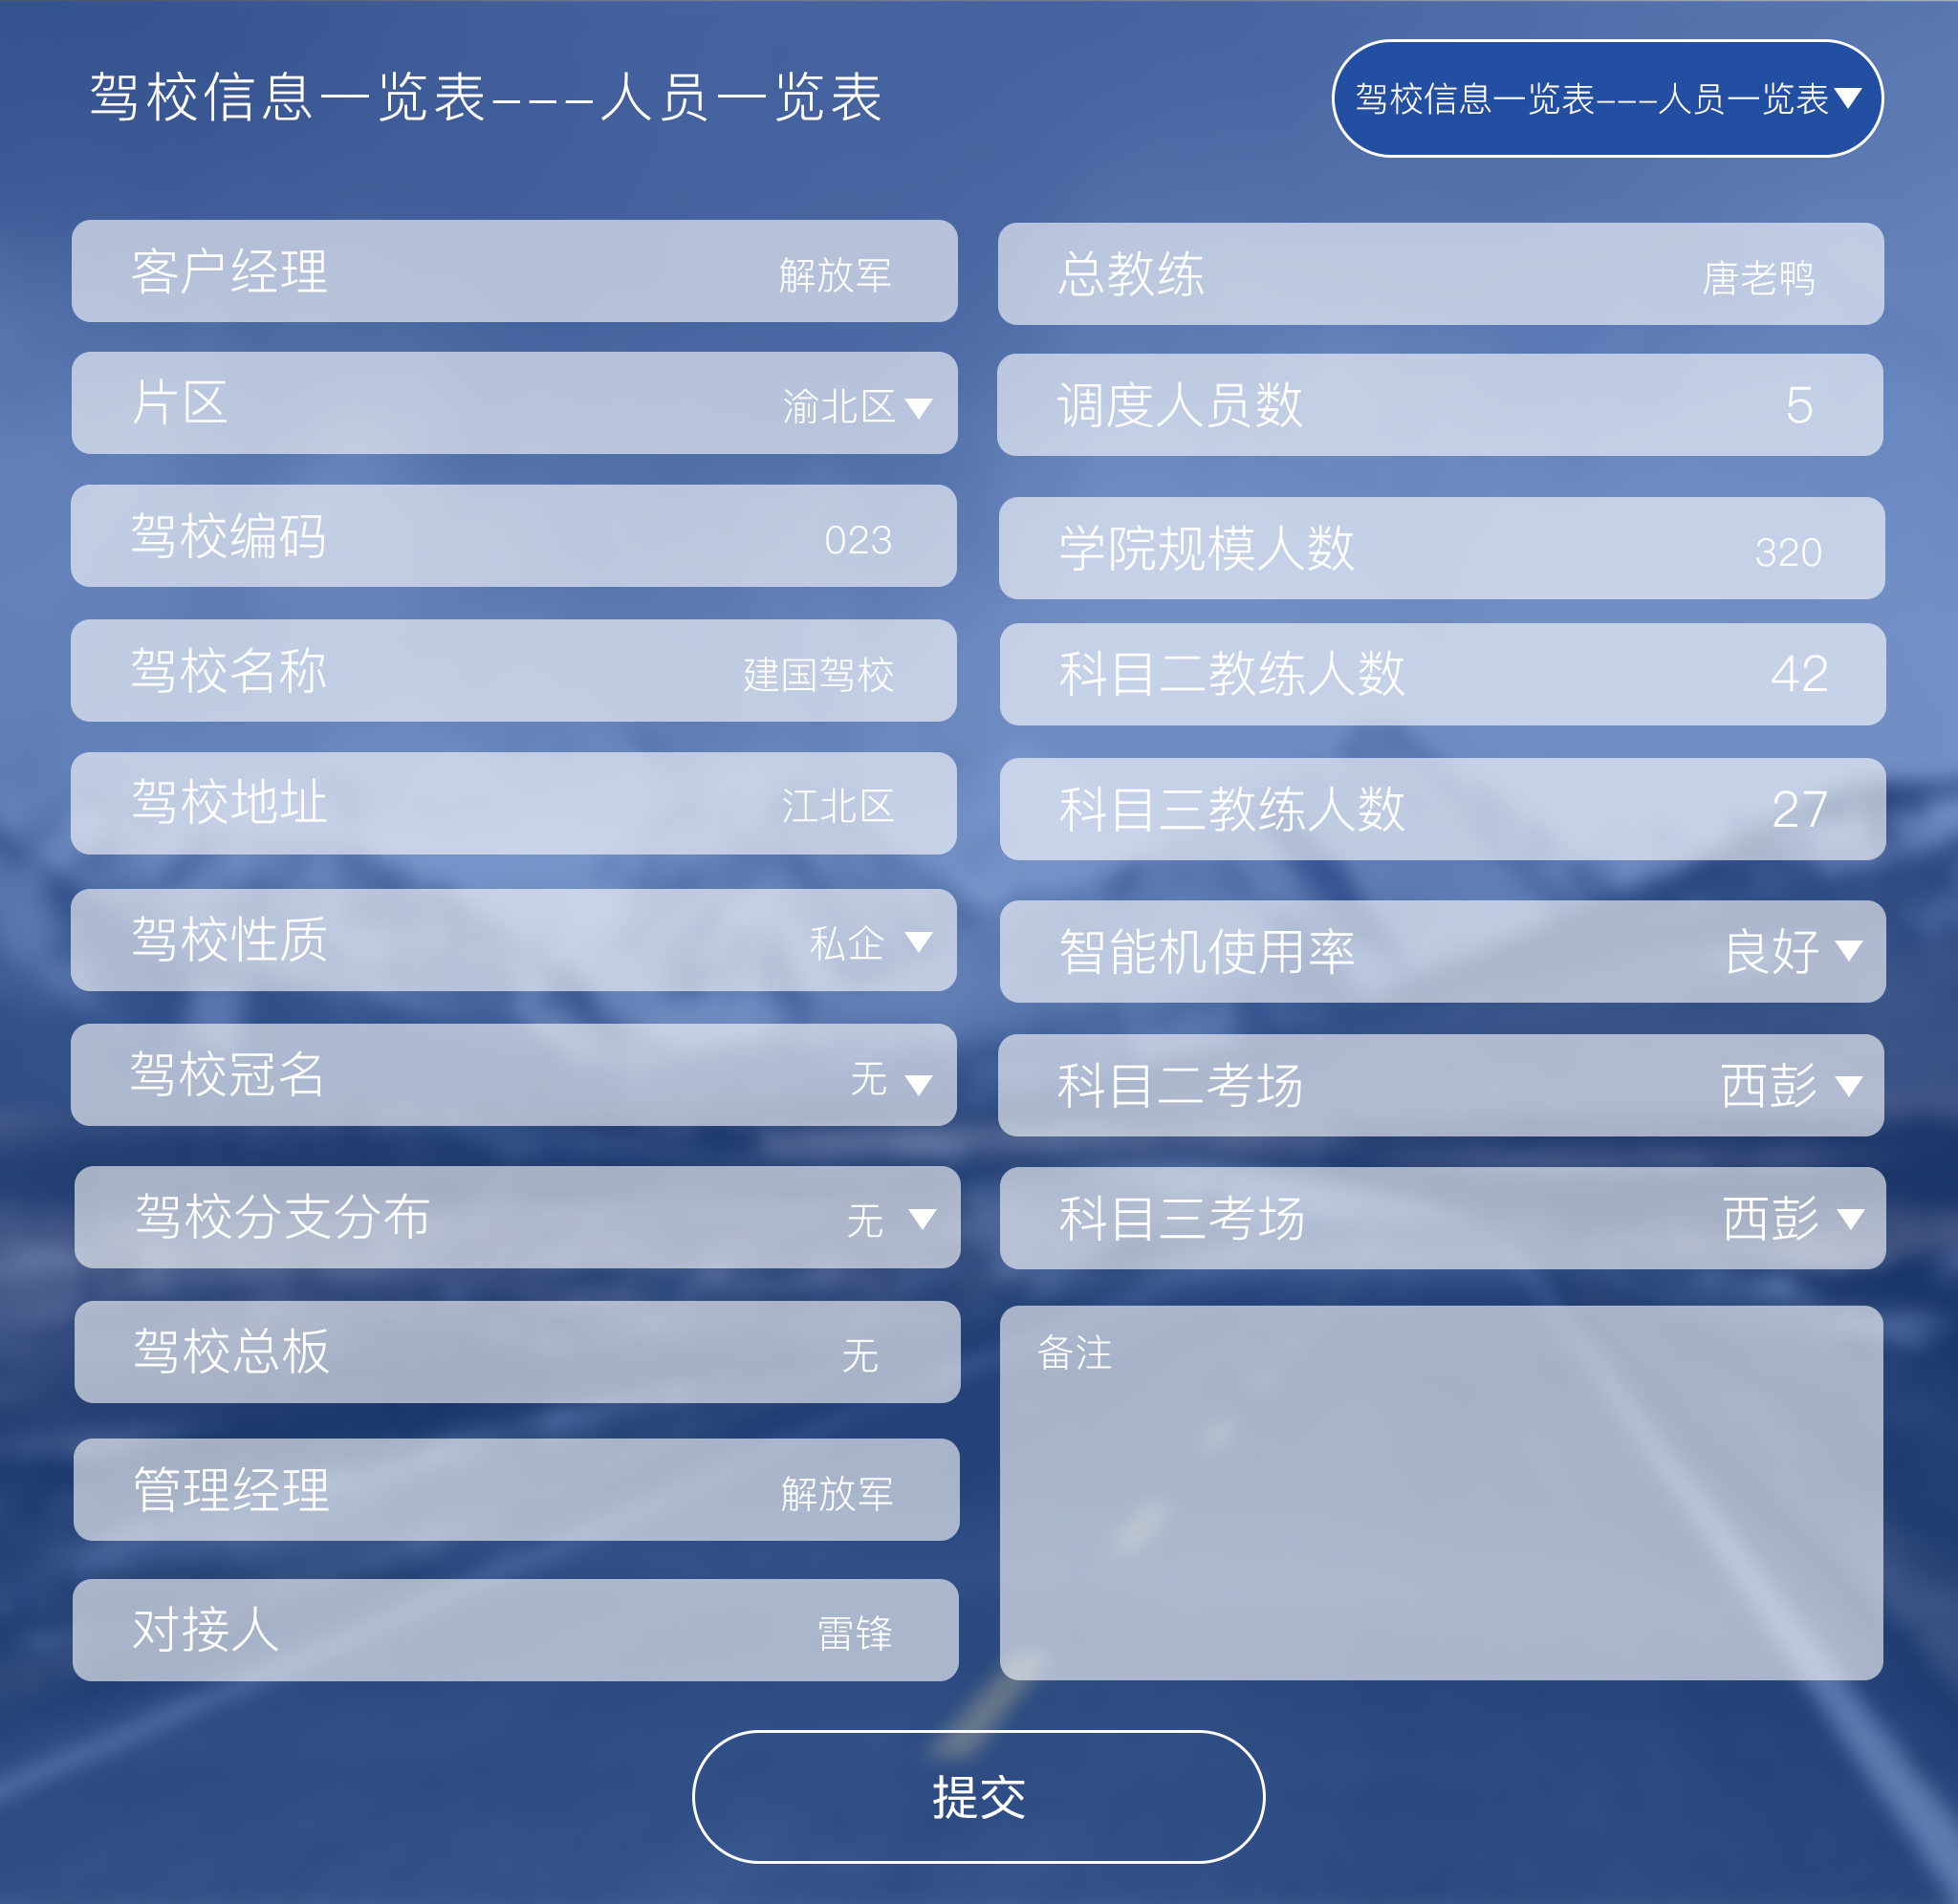 驾校信息一览表---人员一览表
驾校信息一览表---人员一览表
客户经理 解放军
片区 渝北区
驾校编码 023
驾校名称 建国驾校
驾校地址 江北区
驾校性质 私企
驾校冠名 无
驾校分支分布 无
驾校总板 无
管理经理 解放军
对接人 雷锋
总教练 唐老鸭
调度人员数 5
学院规模人数 320
科目二教练人数 42
科目三教练人数 27
智能机使用率 良好
科目二考场 西彭
科目三考场 西彭
备注
提交